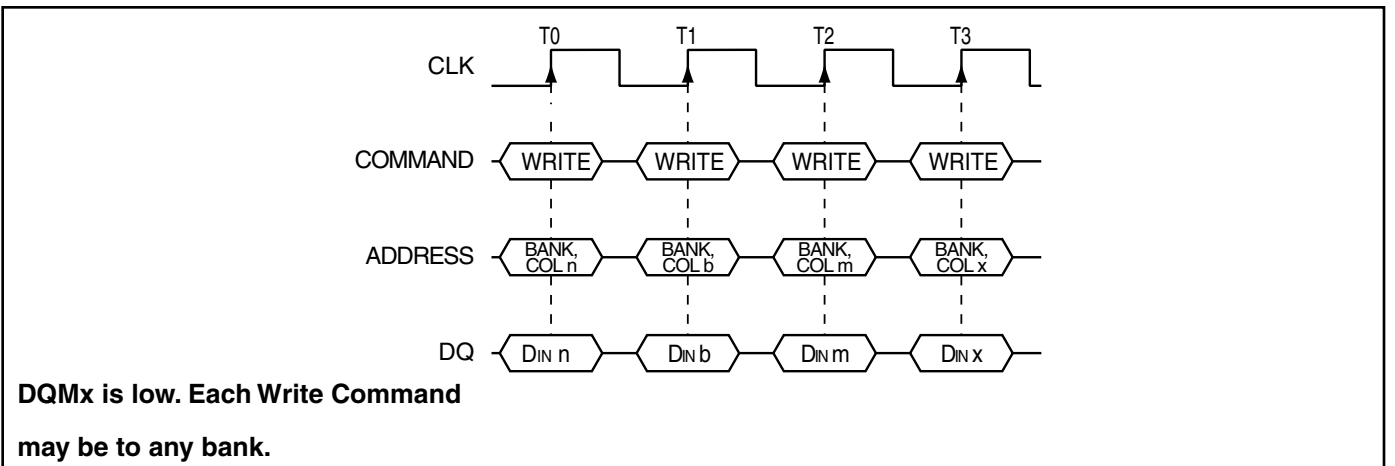 T0 T1 T2 T3
CLK
COMMAND WRITE WRITE WRITE WRITE
BANK, BANK, BANK, BANK,
ADDRESS
COL n COL b COL m COL x
DQ DIN n DIN b DIN m DIN x
DQMx is low. Each Write Command
may be to any bank.